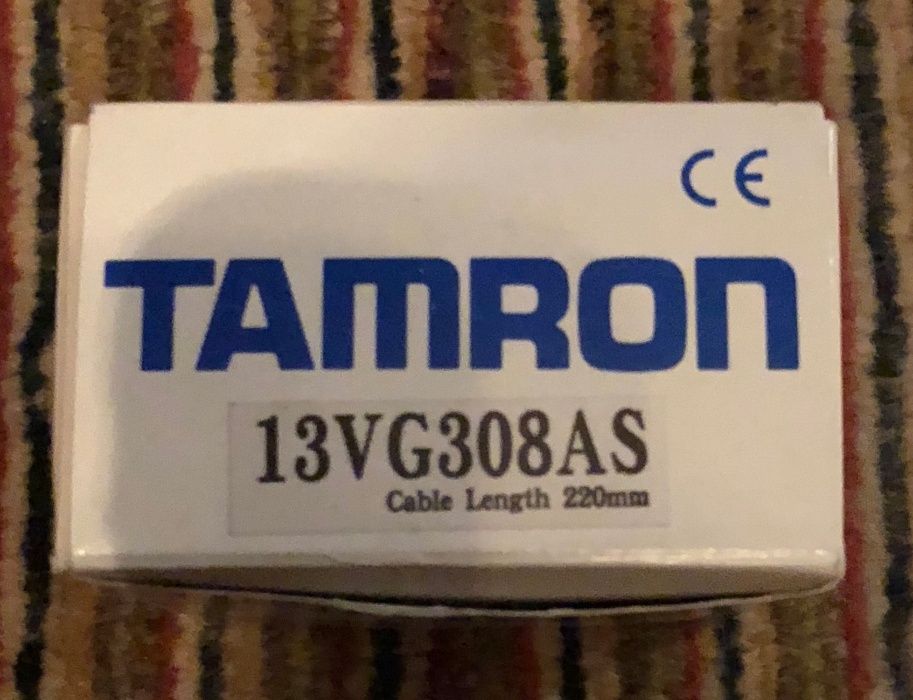 CE
TAMRON
13VG308AS
Cable Length 220mm